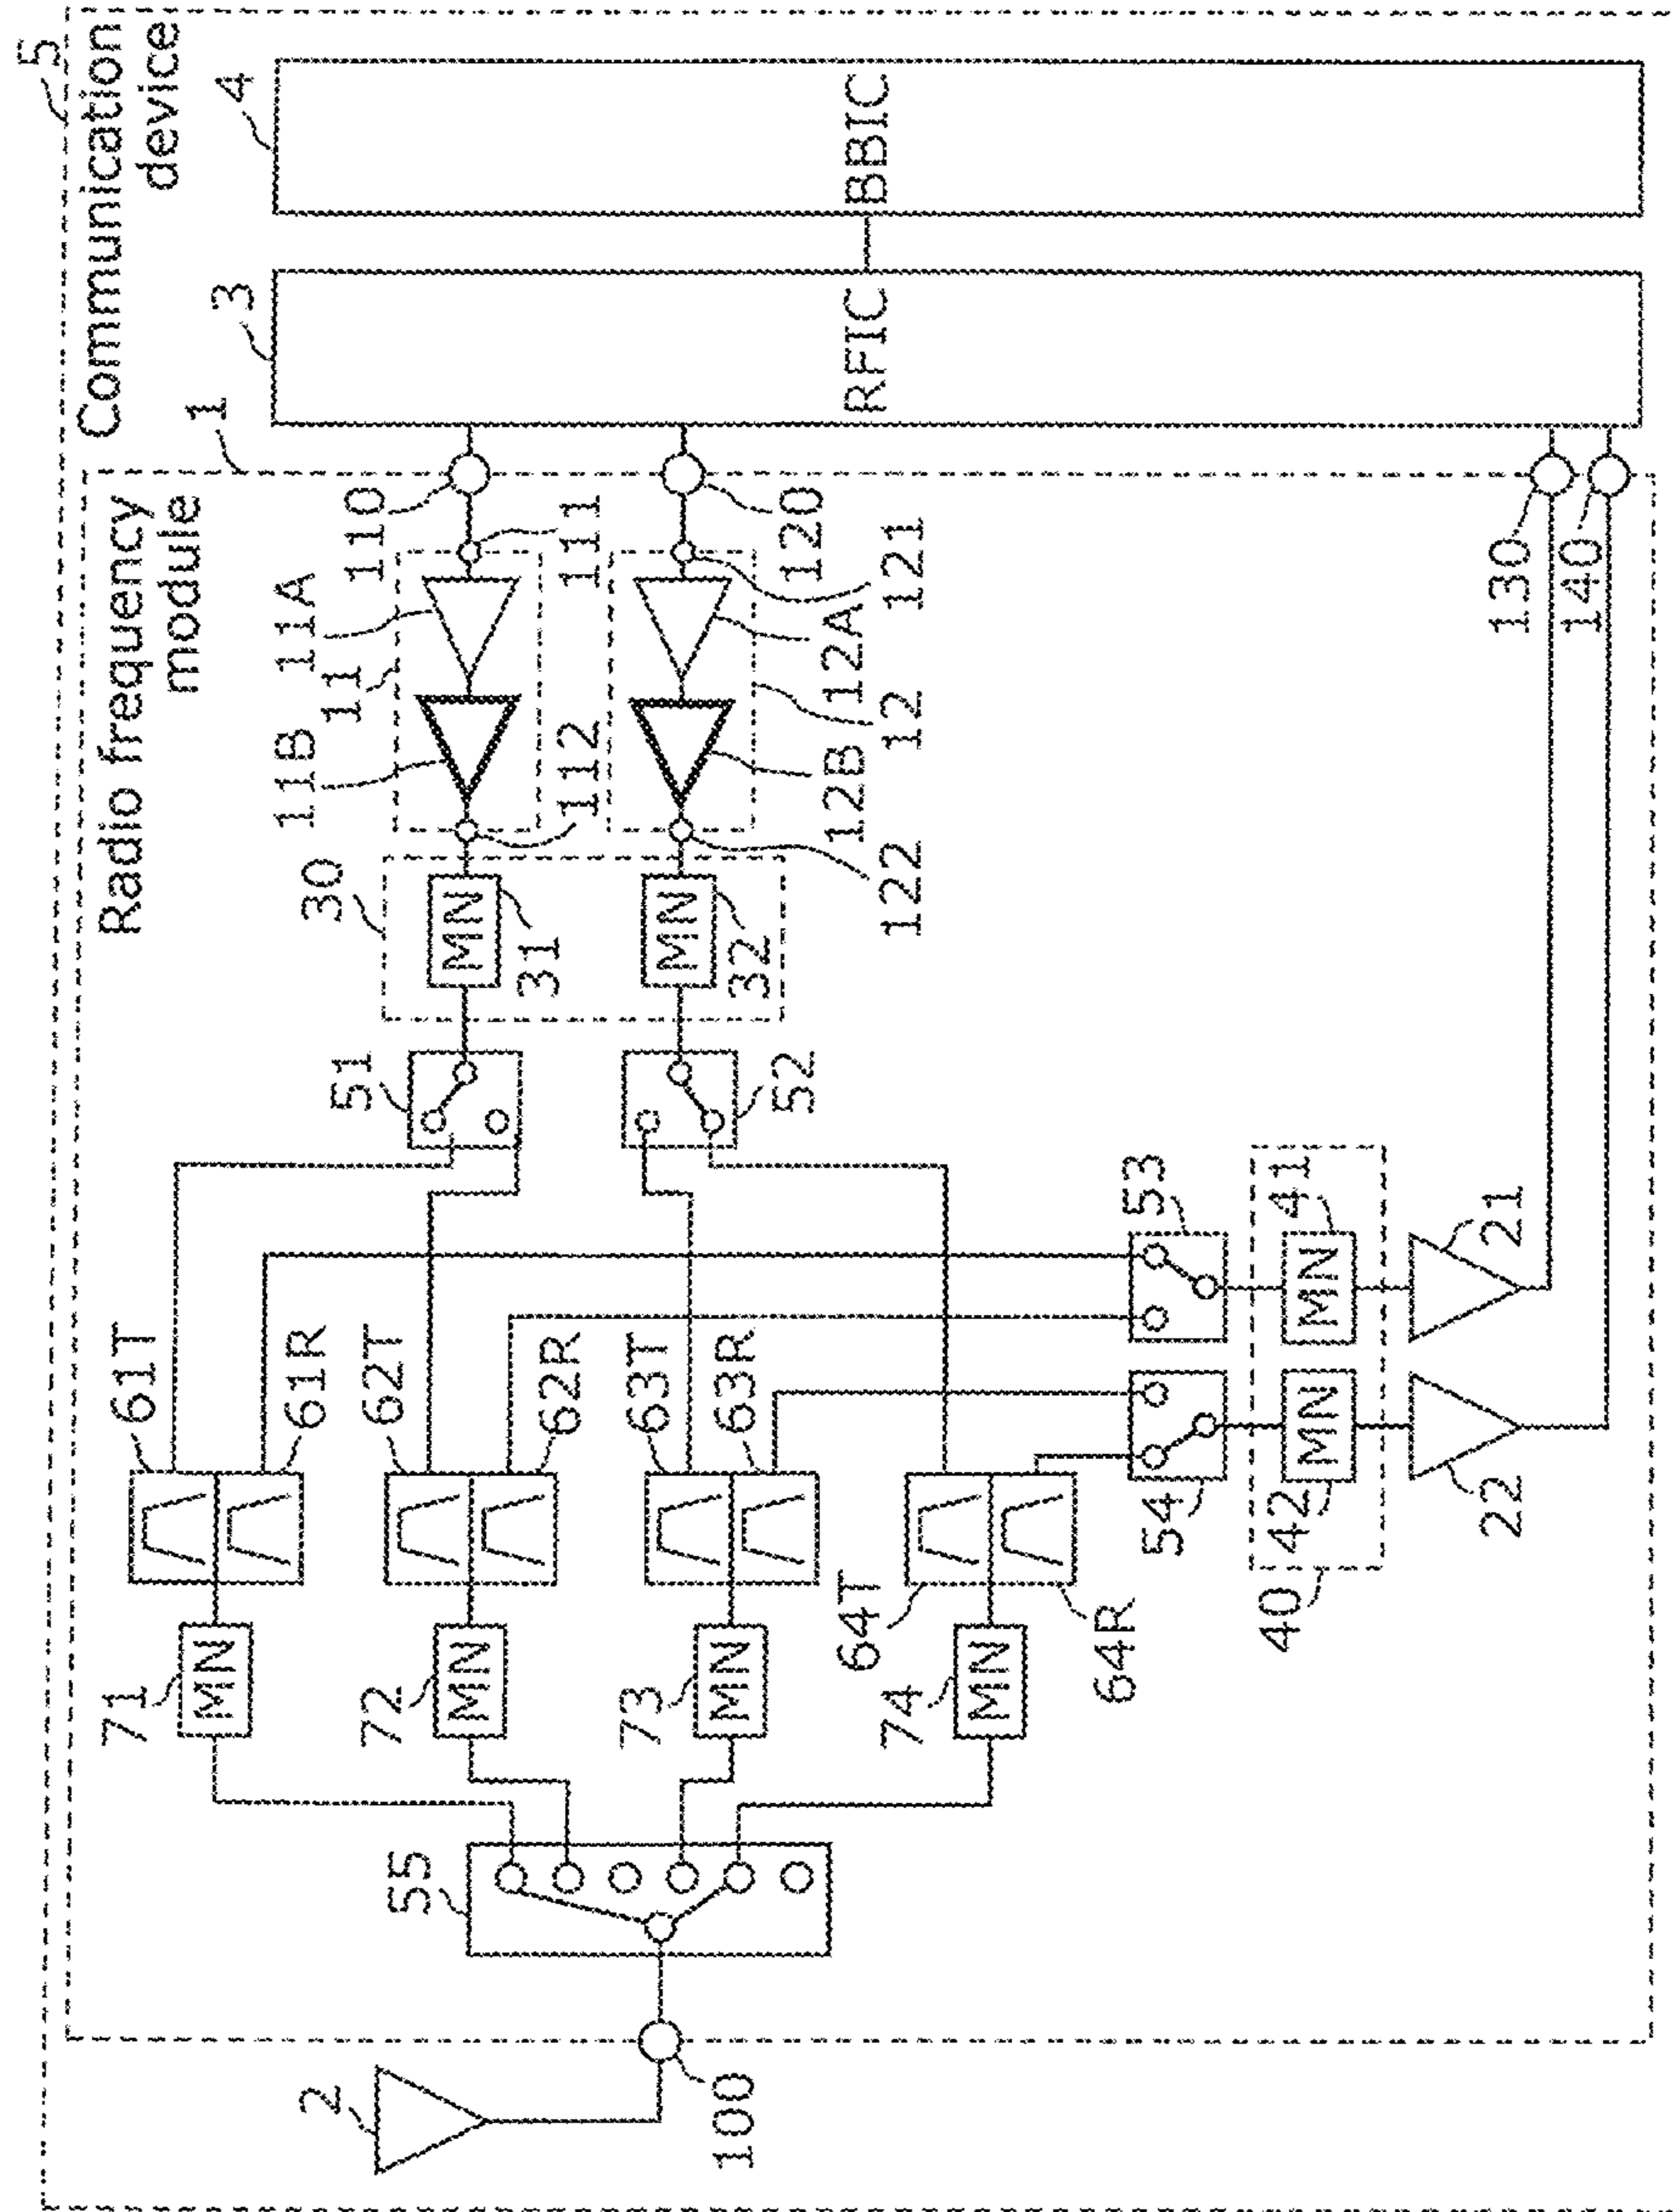 5
Communication
device
4
BBIC
3
RFIC
1
Radio frequency
module
110
111
11A
11
11B
112
120
121
12A
12
12B
122
130
140
30
MN
31
MN
32
51
52
53
41
MN
21
54
42
MN
40
22
61T
61R
62T
62R
63T
63R
64T
64R
71
MN
72
MN
73
MN
74
MN
55
2
100